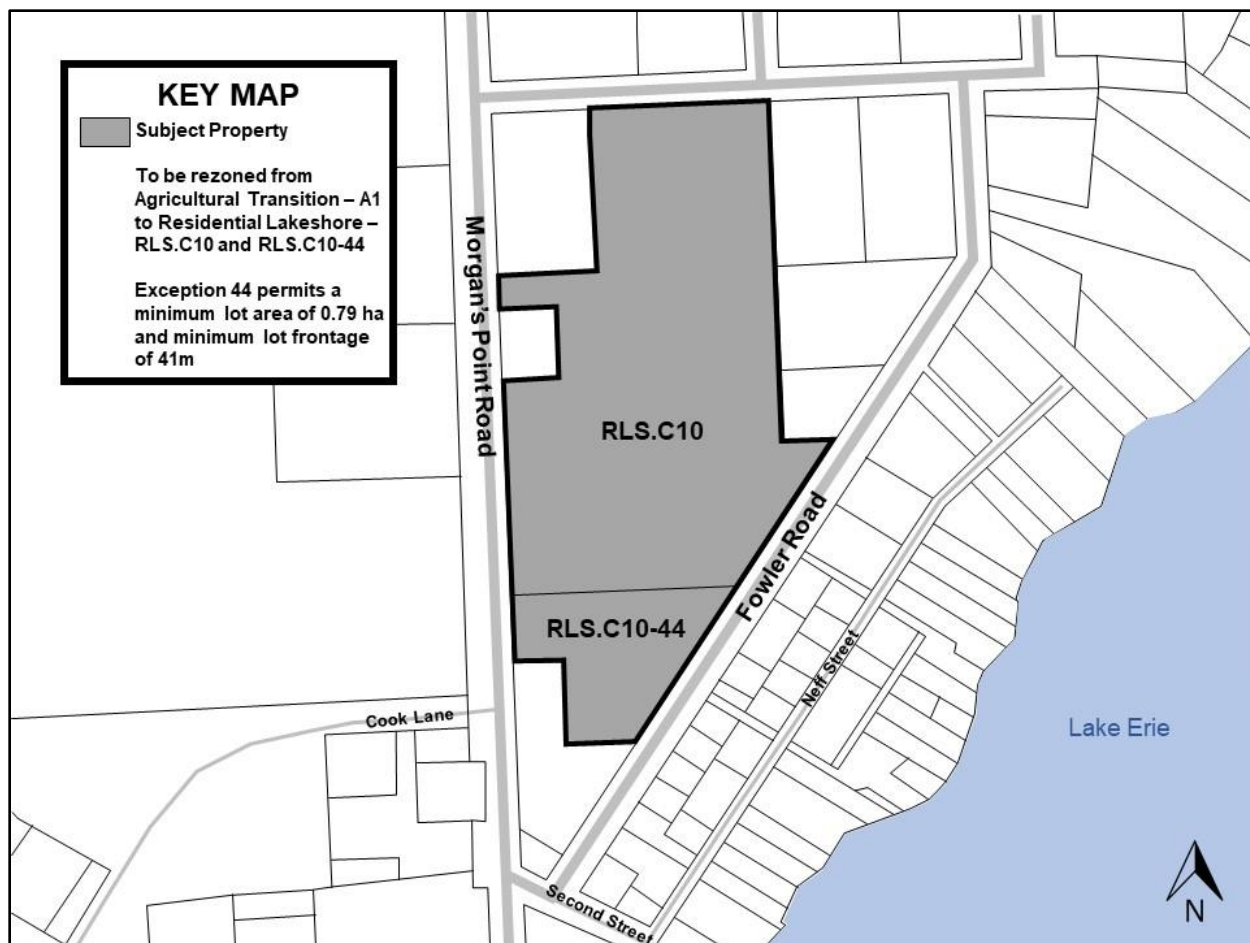 KEY MAP
Subject Property
To be rezoned from
Agricultural Transition – A1
to Residential Lakeshore –
RLS.C10 and RLS.C10-44
Exception 44 permits a
minimum lot area of 0.79 ha
and minimum lot frontage
of 41m
Morgan's Point Road
RLS.C10
Fowler Road
RLS.C10-44
Neff Street
Cook Lane
Lake Erie
Second Street
N